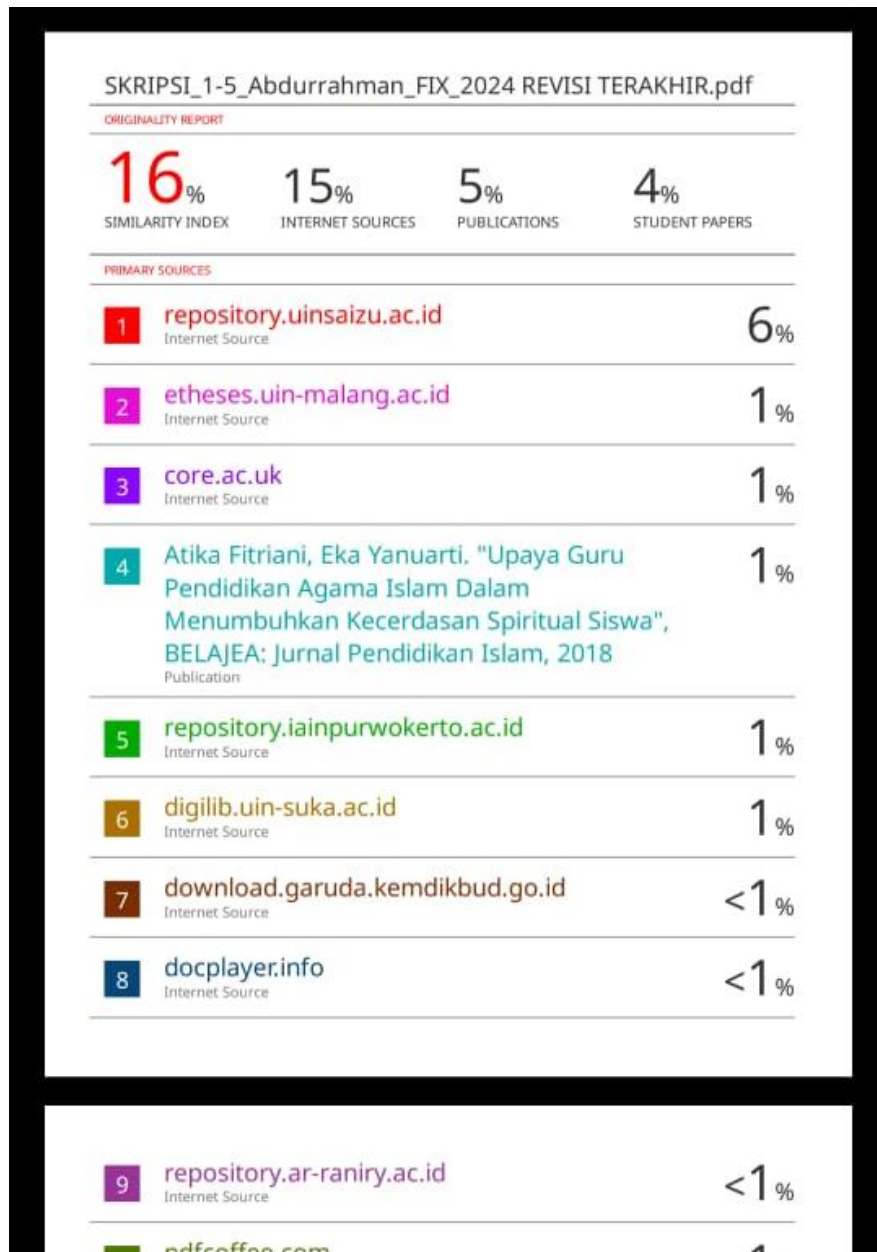 SKRIPSI_1-5_Abdurrahman_FIX_2024 REVISI TERAKHIR.pdf
ORIGINALITY REPORT
16% 15% 5% 4%
SIMILARITY INDEX INTERNET SOURCES PUBLICATIONS STUDENT PAPERS
PRIMARY SOURCES
1 repository.uinsaizu.ac.id 6%
Internet Source
2 etheses.uin-malang.ac.id 1%
Internet Source
3 core.ac.uk 1%
Internet Source
4 Atika Fitriani, Eka Yanuarti. "Upaya Guru 1%
Pendidikan Agama Islam Dalam
Menumbuhkan Kecerdasan Spiritual Siswa",
BELAJEA: Jurnal Pendidikan Islam, 2018
Publication
5 repository.iainpurwokerto.ac.id 1%
Internet Source
6 digilib.uin-suka.ac.id 1%
Internet Source
7 download.garuda.kemdikbud.go.id <1%
Internet Source
8 docplayer.info <1%
Internet Source
9 repository.ar-raniry.ac.id <1%
Internet Source
pdfcoffee.com